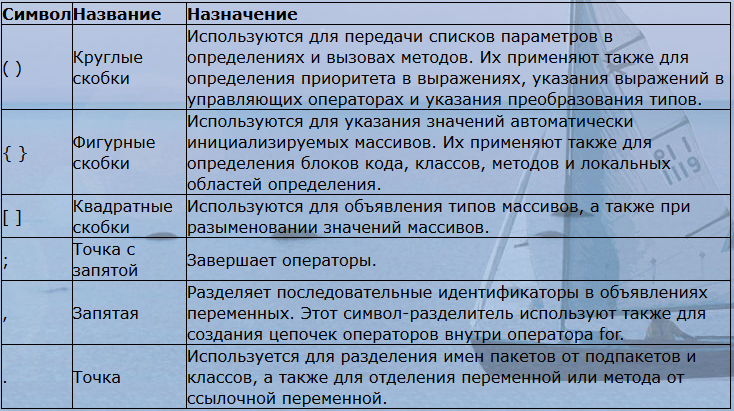 Символ Название Назначение
( ) Круглые скобки Используются для передачи списков параметров в
определениях и вызовах методов. Их применяют также для
определения приоритета в выражениях, указания выражений в
управляющих операторах и указания преобразования типов.
{ } Фигурные скобки Используются для указания значений автоматически
инициализируемых массивов. Их применяют также для
определения блоков кода, классов, методов и локальных
областей определения.
[ ] Квадратные скобки Используются для объявления типов массивов, а также при
разыменовании значений массивов.
; Точка с запятой Завершает операторы.
, Запятая Разделяет последовательные идентификаторы в объявлениях
переменных. Этот символ-разделитель используют также для
создания цепочек операторов внутри оператора for.
. Точка Используется для разделения имен пакетов от подпакетов и
классов, а также для отделения переменной или метода от
ссылочной переменной.
81 1
1119